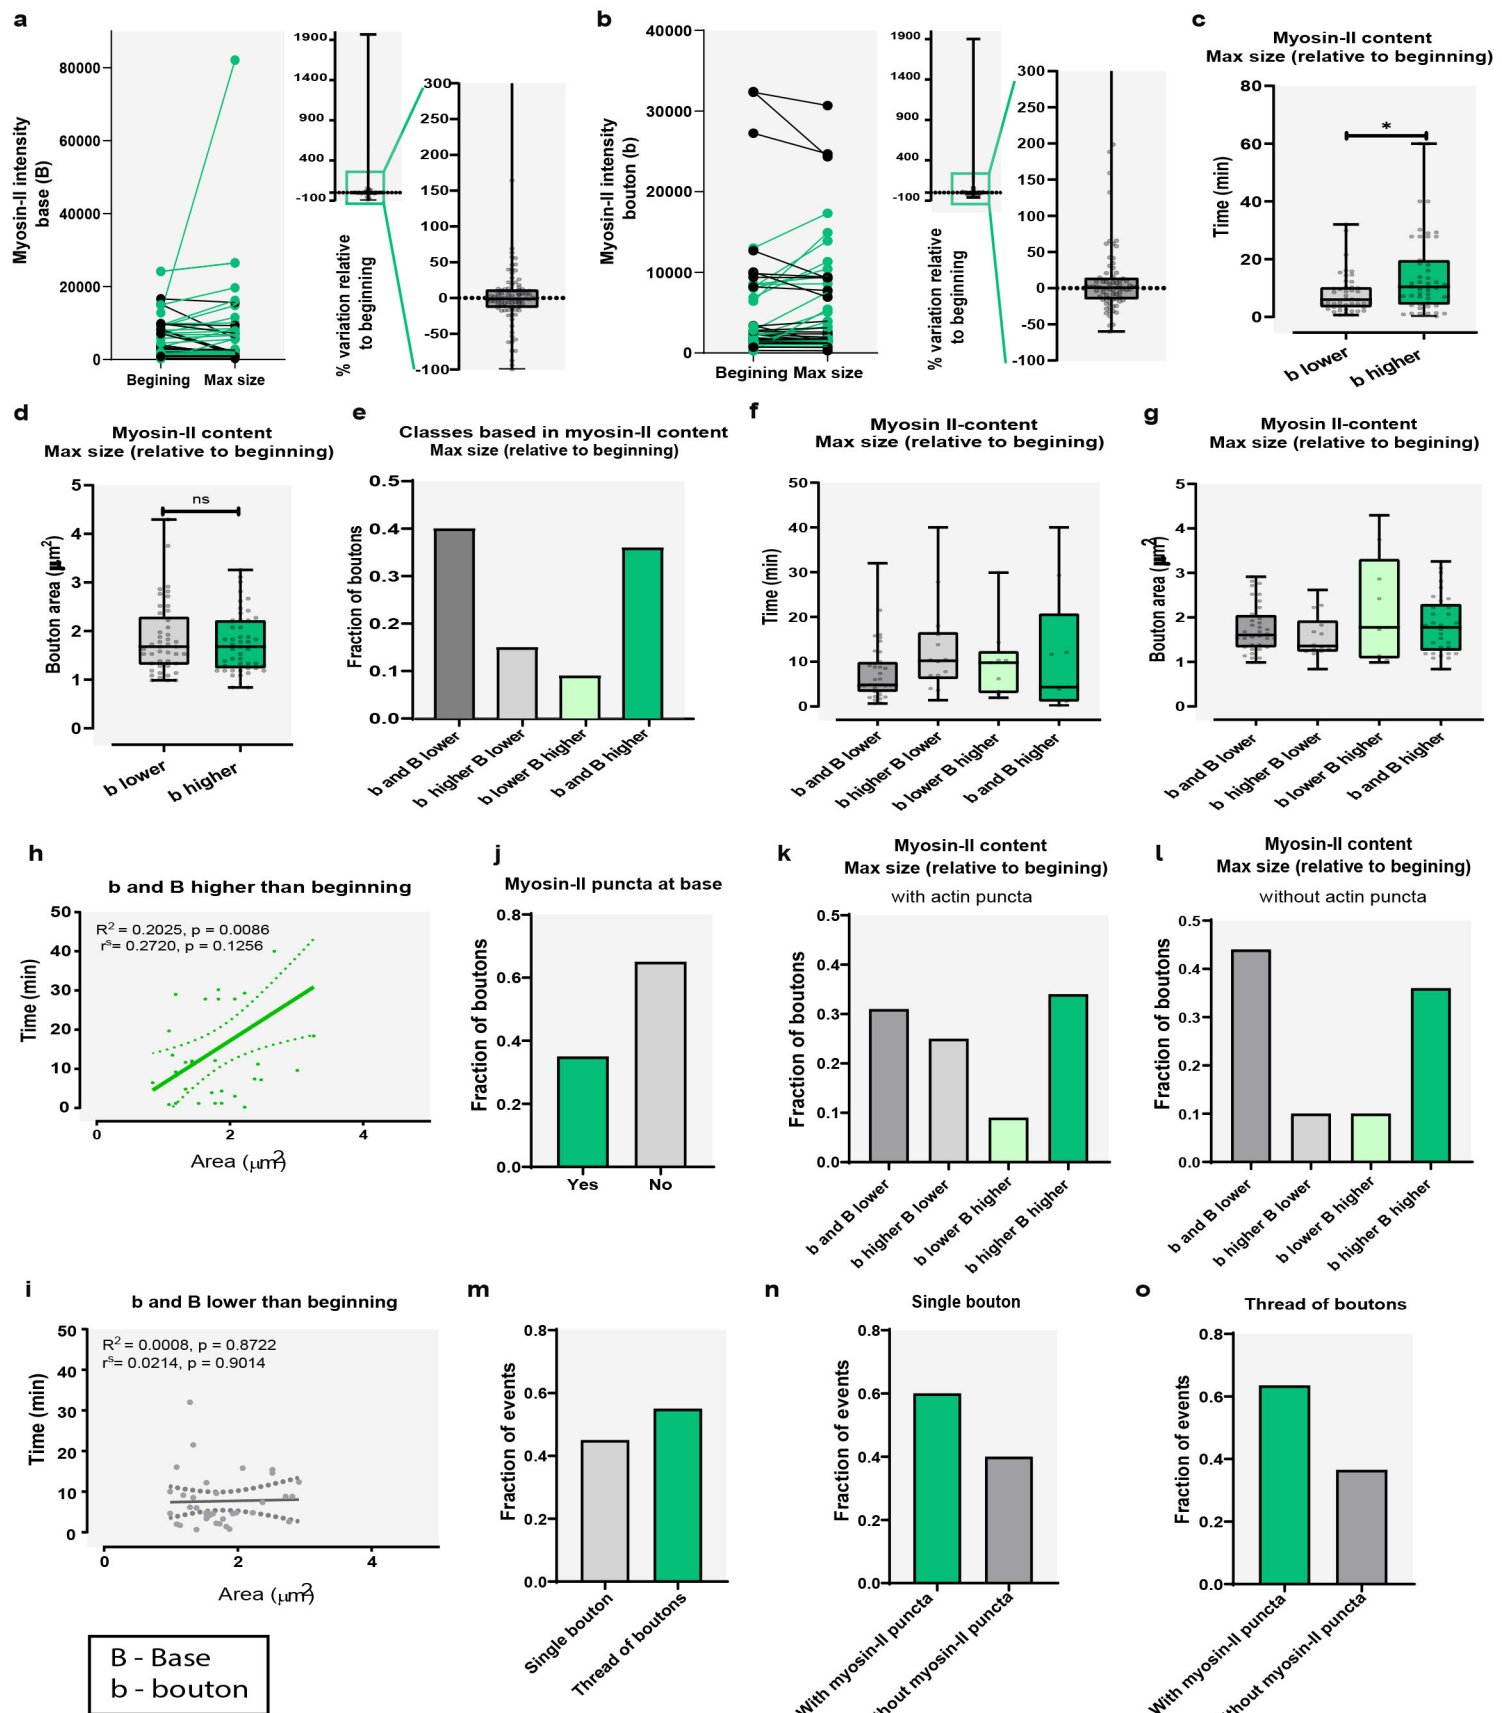 a
Myosin-II intensity
base (B)
80000
60000
40000
20000
0
Begining
Max size
1900
1400
900
400
-100
% variation relative
to beginning
300
250
200
150
100
50
0
-50
-100
b
Myosin-II intensity
bouton (b)
40000
30000
20000
10000
0
Begining Max size
1900
1400
900
400
-100
% variation relative
to beginning
300
250
200
150
100
50
0
-50
-100
c
Myosin-II content
Max size (relative to beginning)
Time (min)
80
60
40
20
0
*
b lower
b higher
d
Myosin-II content
Max size (relative to beginning)
Bouton area (μm²)
5
4
3
2
1
0
ns
b lower
b higher
e
Classes based in myosin-II content
Max size (relative to beginning)
Fraction of boutons
0.5
0.4
0.3
0.2
0.1
0.0
b and B lower
b higher B lower
b lower B higher
b and B higher
f
Myosin II-content
Max size (relative to begining)
Time (min)
50
40
30
20
10
0
b and B lower
b higher B lower
b lower B higher
b and B higher
g
Myosin II-content
Max size (relative to begining)
Bouton area (μm²)
5
4
3
2
1
0
b and B lower
b higher B lower
b lower B higher
b and B higher
h
b and B higher than beginning
R² = 0.2025, p = 0.0086
rˢ= 0.2720, p = 0.1256
Time (min)
50
40
30
20
10
0
0
2
4
Area (μm²)
j
Myosin-II puncta at base
Fraction of boutons
0.8
0.6
0.4
0.2
0.0
Yes
No
k
Myosin-II content
Max size (relative to begining)
with actin puncta
Fraction of boutons
0.5
0.4
0.3
0.2
0.1
0.0
b and B lower
b higher B lower
b lower B higher
b higher B higher
l
Myosin-II content
Max size (relative to begining)
without actin puncta
Fraction of boutons
0.5
0.4
0.3
0.2
0.1
0.0
b and B lower
b higher B lower
b lower B higher
b higher B higher
i
b and B lower than beginning
R² = 0.0008, p = 0.8722
rˢ= 0.0214, p = 0.9014
Time (min)
50
40
30
20
10
0
0
2
4
Area (μm²)
m
Fraction of events
0.8
0.6
0.4
0.2
0.0
Single bouton
Thread of boutons
n
Single bouton
Fraction of events
0.8
0.6
0.4
0.2
0.0
With myosin-II puncta
thout myosin-II puncta
o
Thread of boutons
Fraction of events
0.8
0.6
0.4
0.2
0.0
With myosin-II puncta
thout myosin-II puncta
B - Base
b - bouton